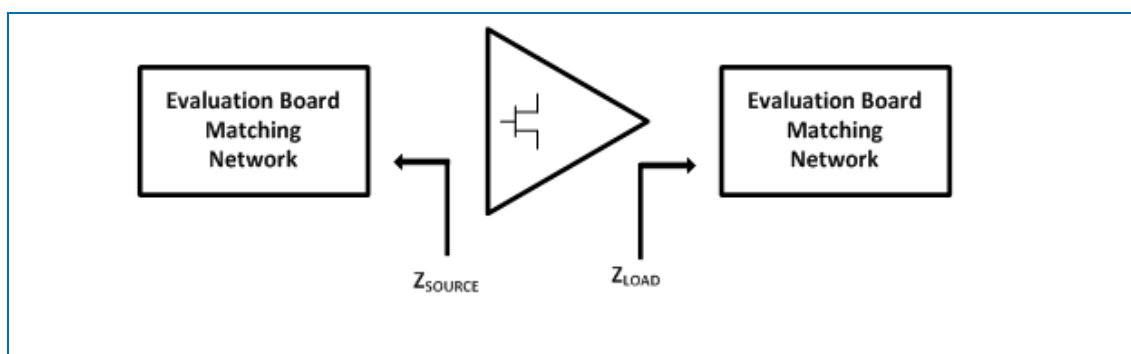 Evaluation Board
Matching
Network
Evaluation Board
Matching
Network
ZSOURCE
ZLOAD